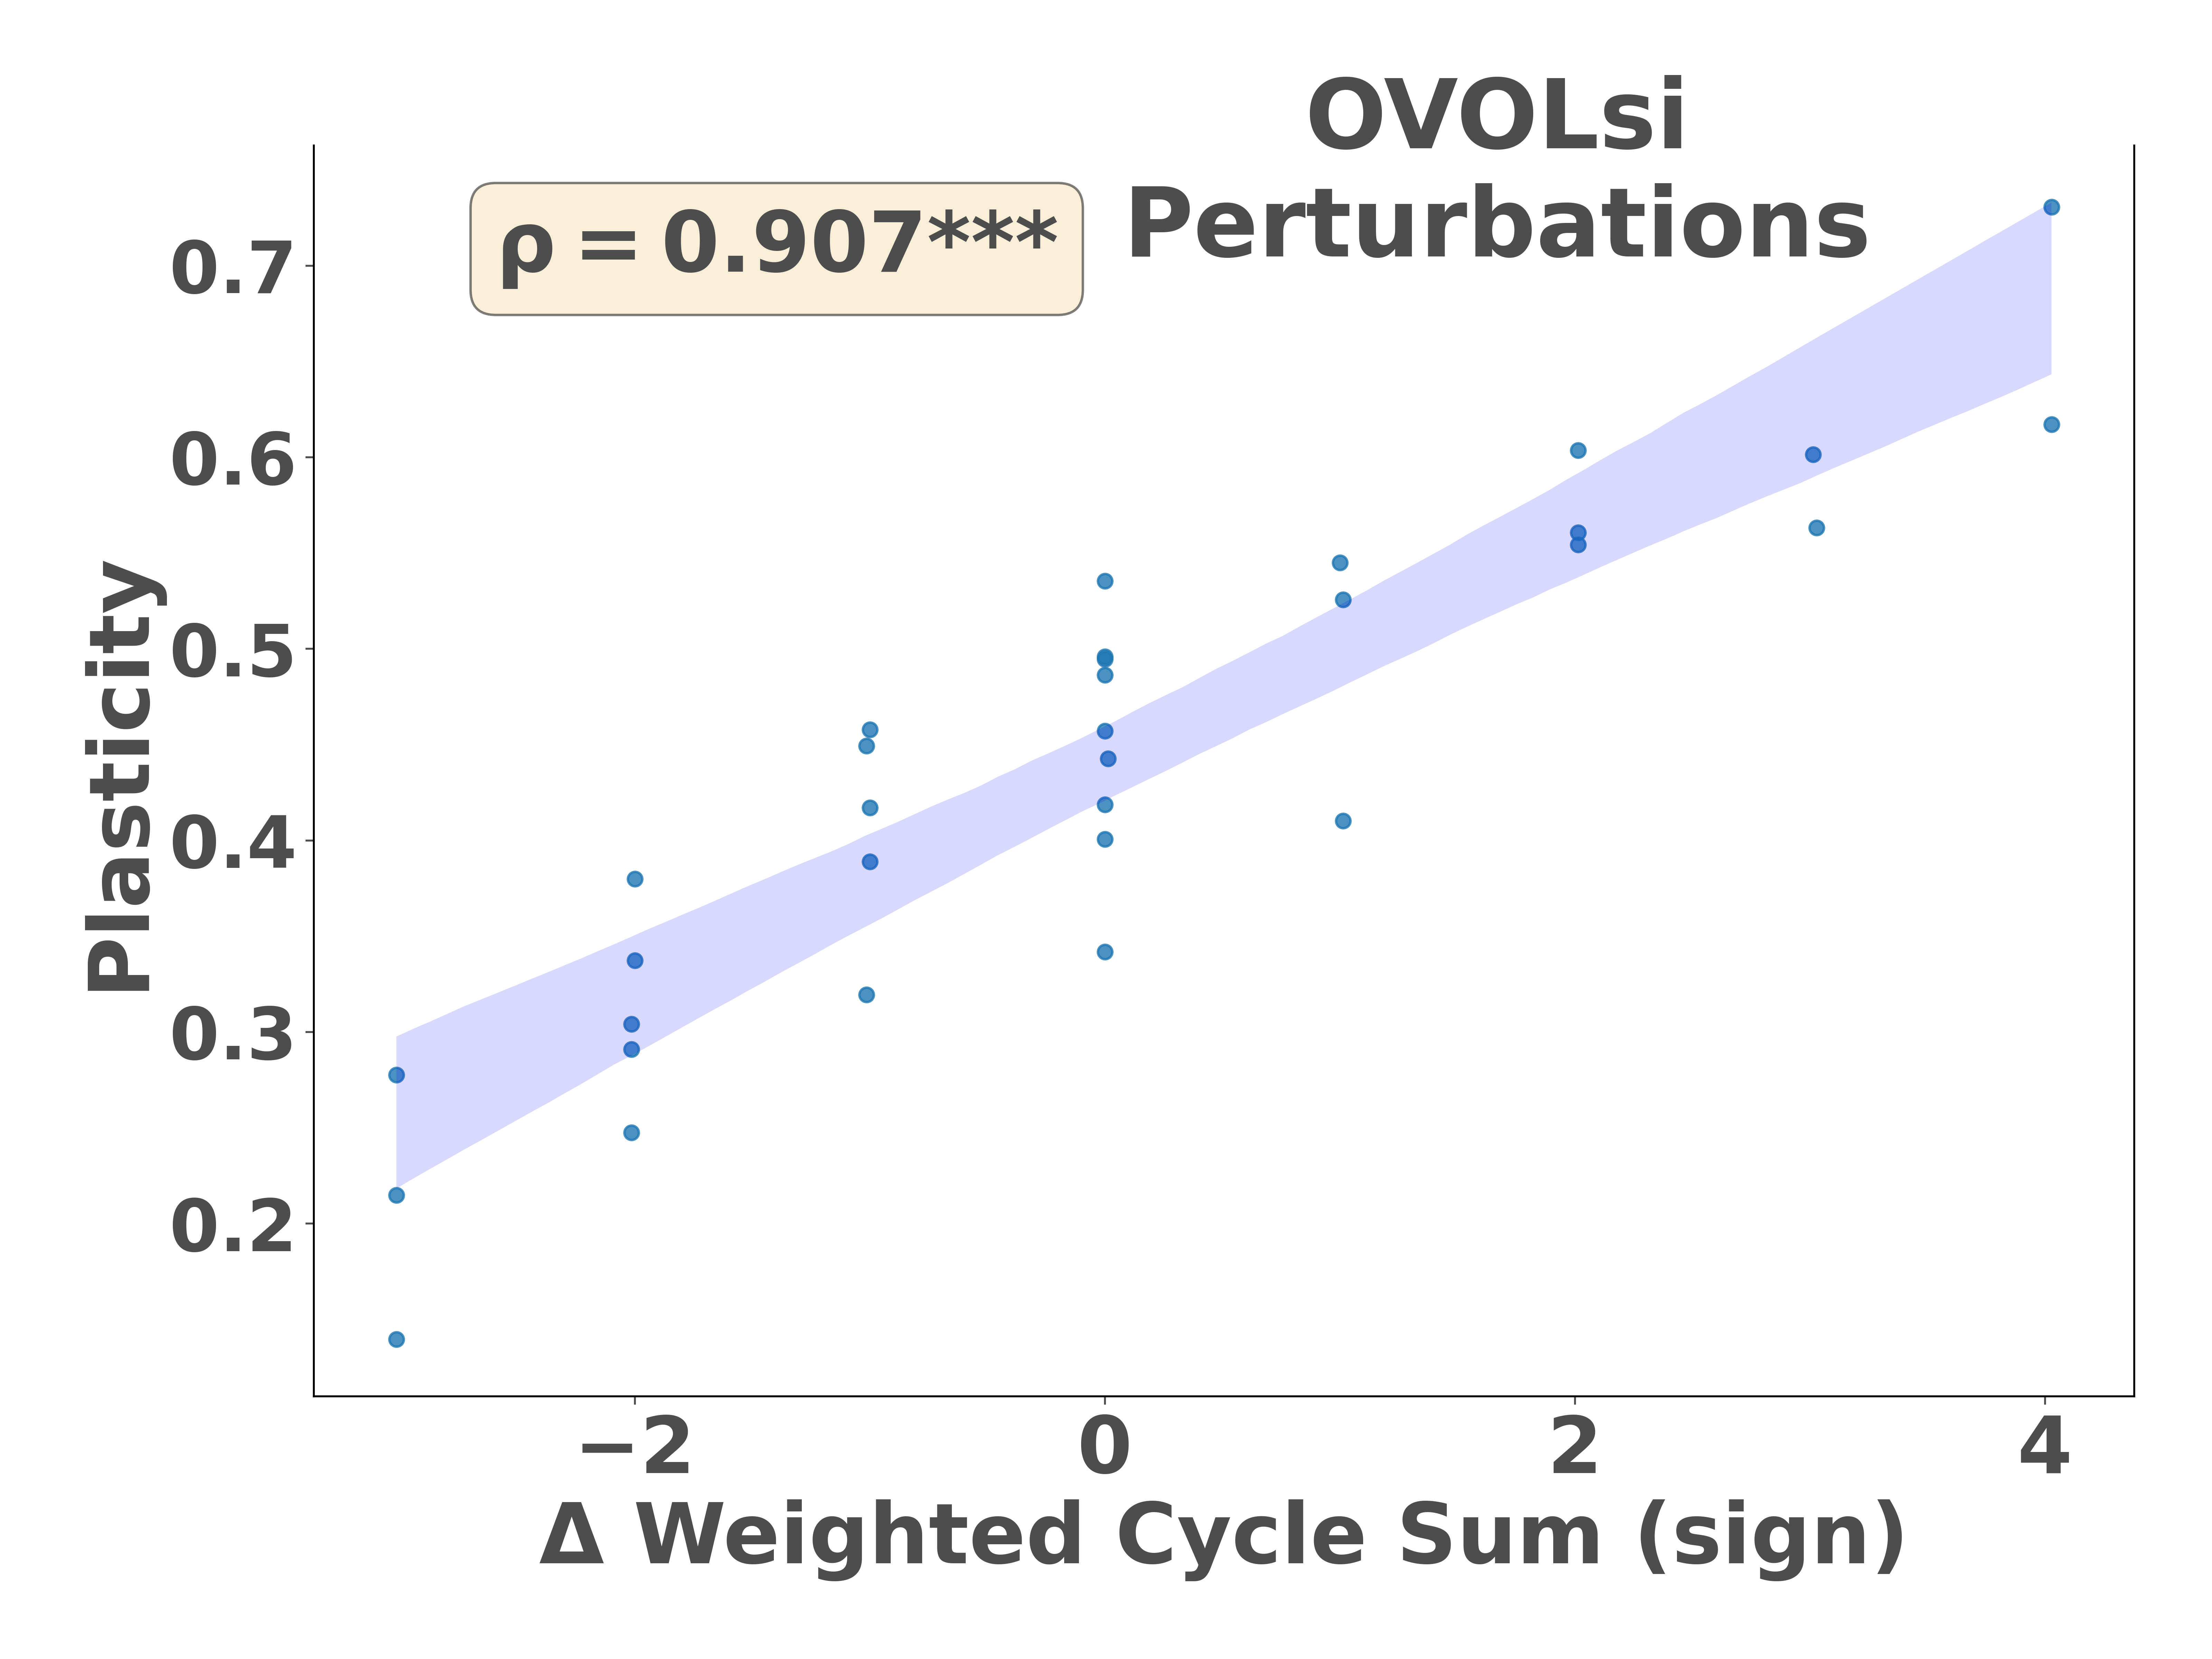 OVOLsi
Perturbations
ρ = 0.907***
Plasticity
0.7
0.6
0.5
0.4
0.3
0.2
−2 0 2 4
Δ Weighted Cycle Sum (sign)